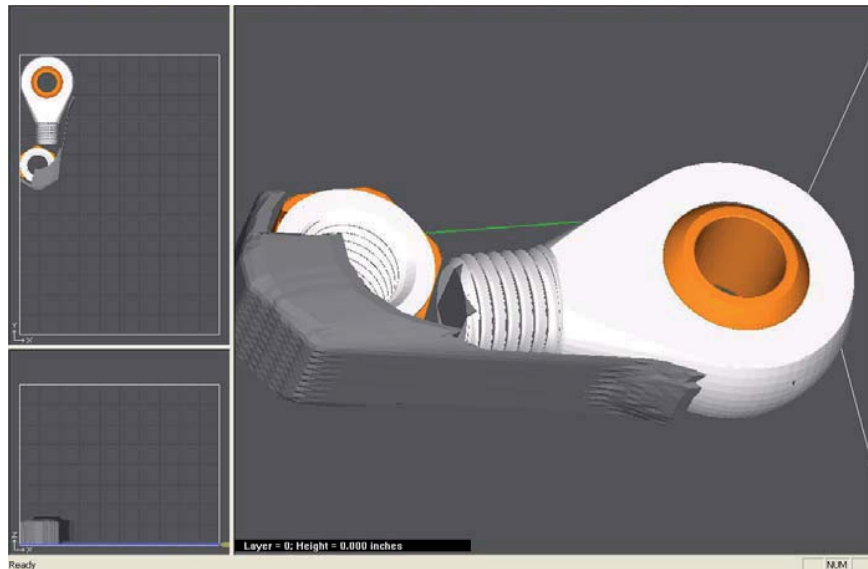 Y
X
Z
X
Layer = 0; Height = 0.000 inches
Ready
NUM